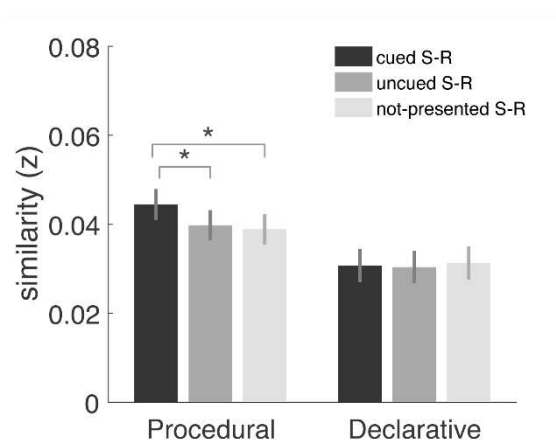 0.08
cued S-R
uncued S-R
not-presented S-R
0.06
*
*
0.04
0.02
0
similarity (z)
Procedural
Declarative